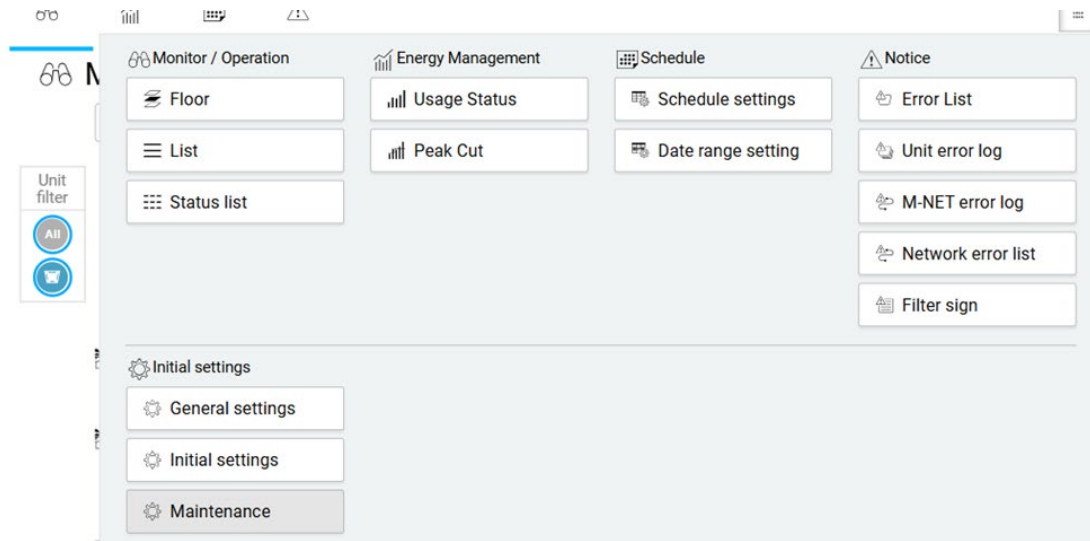 Monitor / Operation
Floor
List
Status list
Energy Management
Usage Status
Peak Cut
Schedule
Schedule settings
Date range setting
Notice
Error List
Unit error log
M-NET error log
Network error list
Filter sign
Unit
filter
All
Initial settings
General settings
Initial settings
Maintenance